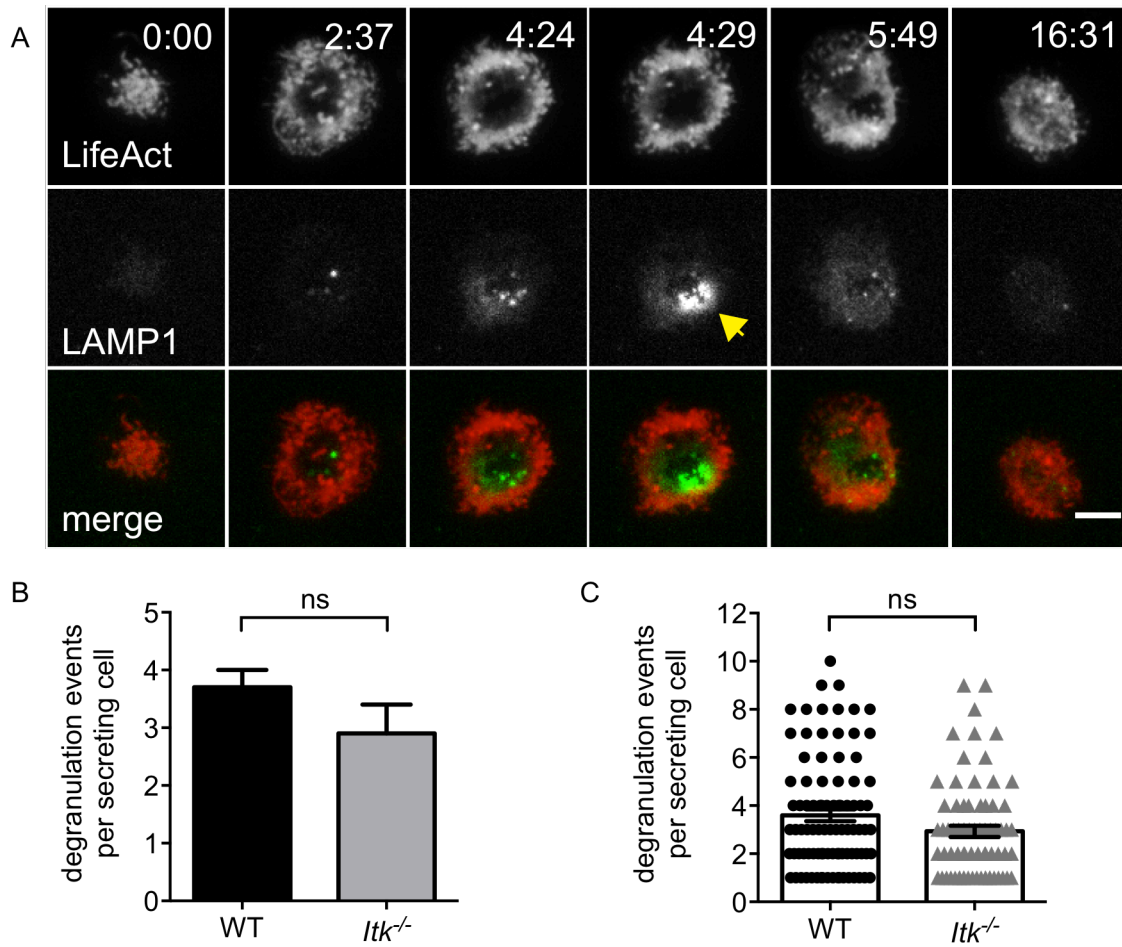 A
0:00 2:37 4:24 4:29 5:49 16:31
LifeAct
LAMP1
merge
B
ns
degranulation events
per secreting cell
5
4
3
2
1
0
WT Itk-/-
C
ns
degranulation events
per secreting cell
12
10
8
6
4
2
0
WT Itk-/-